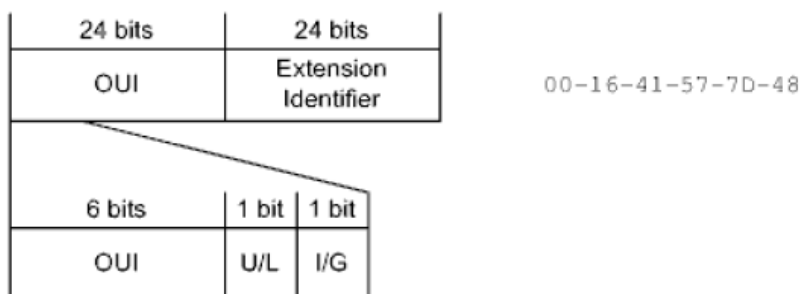 24 bits 24 bits
OUI Extension Identifier
00-16-41-57-7D-48
6 bits 1 bit 1 bit
OUI U/L I/G